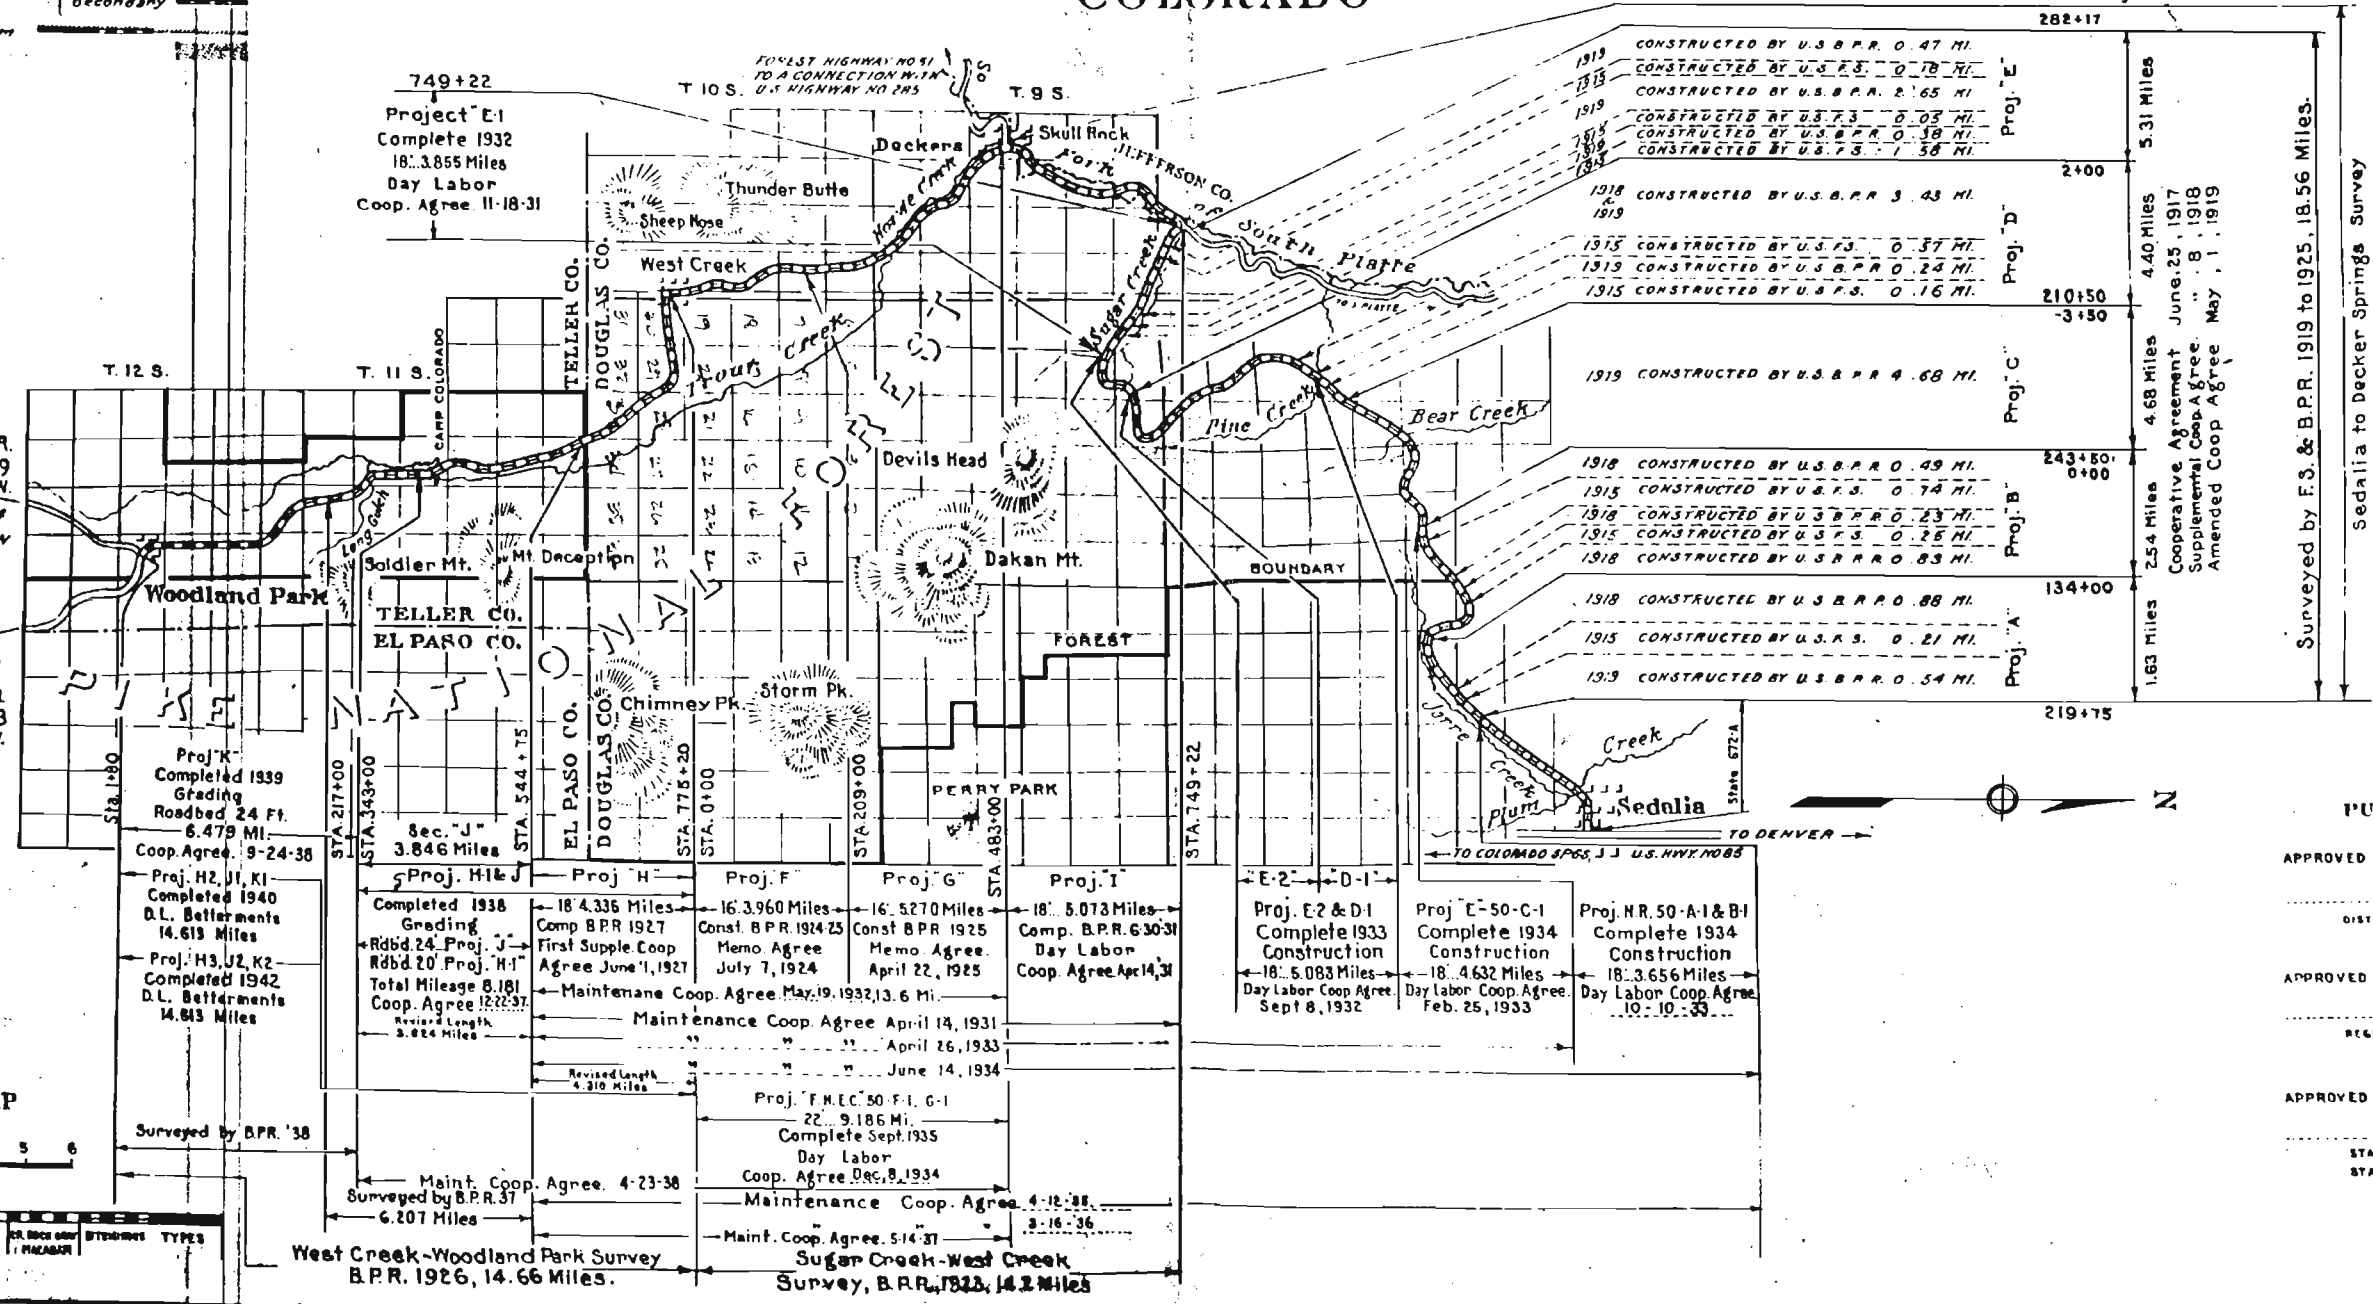 Secondary
COLORADO
749+22
Project "E-1
Complete 1932
18'..3.855 Miles
Day Labor
Coop. Agree. 11-18-31
FOREST HIGHWAY NO 51
TO A CONNECTION WITH
U.S HIGHWAY NO 285
So
T 10 S.
T. 9 S.
Skull Rock
Deckers
Fork
JEFFERSON CO.
of
South
Platte
TO S PLATTE
Thunder Butte
Sheep Nose
Horse Creek
West Creek
Sugar Creek
Trout Creek
TELLER CO.
DOUGLAS CO.
CAMP COLORADO
T. 12 S.
T. 11 S.
Pine Creek
Bear Creek
Devils Head
Dakan Mt.
Long Gulch
Soldier Mt.
Mt. Deception
Woodland Park
TELLER CO.
EL PASO CO.
BOUNDARY
FOREST
Chimney Pk.
Storm Pk.
PERRY PARK
EL PASO CO.
DOUGLAS CO.
Jarre Creek
Creek
Plum
Sedalia
State 672-A
TO DENVER
TO COLORADO SPGS. U.S. HWY. NO 85
N
282+17
1919 CONSTRUCTED BY U.S B P.R. 0.47 MI.
1915 CONSTRUCTED BY U.S F.S. 0.18 MI.
1919 CONSTRUCTED BY U.S.B.P.R. 2.65 MI
1915 CONSTRUCTED BY U.S F.S 0.05 MI.
1919 CONSTRUCTED BY U.S.B.P.R 0.38 MI.
1915 CONSTRUCTED BY U.S. F.S. 1.58 MI.
Proj. "E"
5.31 Miles
2+00
1918 & 1919 CONSTRUCTED BY U.S.B.P.R 3.43 MI.
1915 CONSTRUCTED BY U.S. F.S. 0.57 MI.
1919 CONSTRUCTED BY U S B.P R 0.24 MI.
1915 CONSTRUCTED BY U.S F.S. 0.16 MI.
Proj. "D"
4.40 Miles
210+50
-3+50
1919 CONSTRUCTED BY U.S. B P R 4.68 MI.
Proj. "C"
4.68 Miles
243+50
0+00
1918 CONSTRUCTED BY U.S.B.P.R 0.49 MI.
1915 CONSTRUCTED BY U S. F. S. 0.74 MI.
1918 CONSTRUCTED BY U S B P R 0.23 MI.
1915 CONSTRUCTED BY U S F. S. 0.25 MI.
1918 CONSTRUCTED BY U S B P R 0.83 MI.
Proj. "B"
2.54 Miles
134+00
1918 CONSTRUCTED BY U S B P R 0.88 MI.
1915 CONSTRUCTED BY U.S. F.S. 0.21 MI.
1919 CONSTRUCTED BY U S. B P R. 0.54 MI.
Proj. "A"
1.63 Miles
219+75
Cooperative Agreement June.25, 1917
Supplemental Coop.Agree. " . 8 , 1918
Amended Coop Agree May , 1 , 1919
Surveyed by F.S. & B.P.R. 1919 to 1925, 18.56 Miles.
Sedalia to Decker Springs Survey
PU
APPROVED
DIST
APPROVED
REG
APPROVED
STA
STA
Sta. 1+80
STA. 217+00
STA. 343+00
STA. 544+75
STA. 775+20
STA. 0+00
STA. 209+00
STA. 483+00
STA. 749+22
Proj "K"
Completed 1939
Grading
Roadbed 24 Ft.
6.479 MI.
Coop. Agree. 9-24-38
Proj. H2, J1, K1
Completed 1940
D.L. Betterments
14.613 Miles
Proj. H3, J2, K2
Completed 1942
D.L. Betterments
14.613 Miles
Sec. "J"
3.846 Miles
Proj. H-1 & J
Completed 1938
Grading
Rdbd. 24' Proj. "J"
Rdbd 20' Proj. "H-1"
Total Mileage 8.181
Coop. Agree 12-22-37
Revised Length
3.824 Miles
Proj "H"
18' 4.336 Miles
Comp B P R 1927
First Supple. Coop
Agree June 1, 1927
Proj. F"
16'. 3.960 Miles
Const. B P R. 1924-25
Memo. Agree
July 7, 1924
Proj. "G"
16'. 5.270 Miles
Const B P R 1925
Memo. Agree.
April 22, 1925
Proj. "I"
18'. 5.073 Miles
Comp. B.P.R. 6-30-31
Day Labor
Coop. Agree Apr 14, 31
"E-2" "D-1"
Proj. E-2 & D-1
Complete 1933
Construction
18'.. 5.083 Miles
Day Labor Coop Agree.
Sept 8, 1932
Proj "E"-50-C-1
Complete 1934
Construction
18'. 4.632 Miles
Day Labor Coop. Agree.
Feb. 25, 1933
Proj. N.R. 50-A-1 & B-1
Complete 1934
Construction
18'. 3.656 Miles
Day Labor Coop. Agree
10-10-33
Maintenane Coop. Agree. May. 19, 1932, 13.6 Mi.
Maintenance Coop. Agree April 14, 1931
" " " April 26, 1933
" " June 14, 1934
Revised Length
4.310 Miles
Proj. "F.H.E.C." 50-F-1, G-1
22'... 9.186 Mi.
Complete Sept. 1935
Day Labor
Coop. Agree Dec, 8, 1934
Surveyed by B.P.R. '38
Maint. Coop. Agree. 4-23-38
Surveyed by B.P.R. 37
6.207 Miles
Maintenance Coop. Agree
3-16-36
Maint. Coop. Agree. 5-14-37
West Creek-Woodland Park Survey
B.P.R. 1926, 14.66 Miles.
Sugar Creek-West Creek
Survey, B.P.R., 1923, 14.2 Miles
P
5 6
MACADAM
TYPES